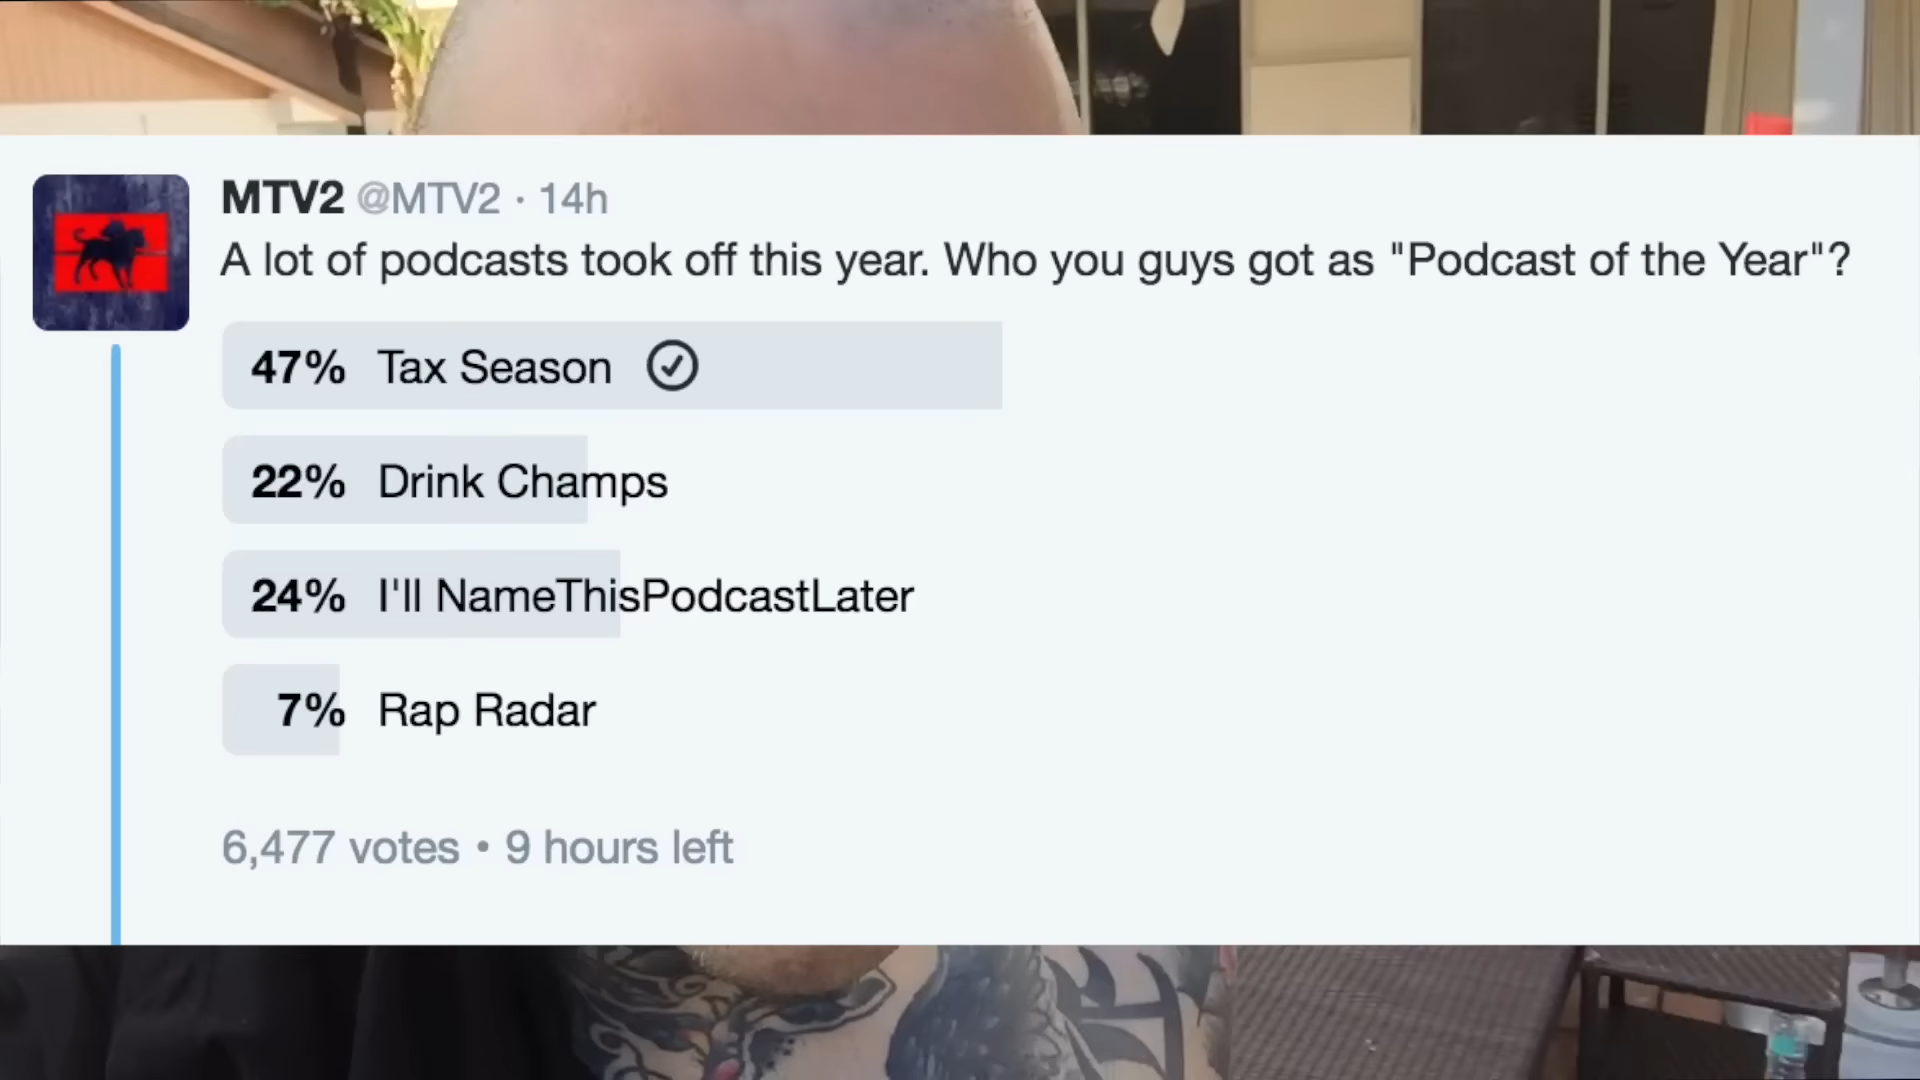 MTV2 @MTV2 · 14h
A lot of podcasts took off this year. Who you guys got as "Podcast of the Year"?
47% Tax Season
22% Drink Champs
24% I'll NameThisPodcastLater
7% Rap Radar
6,477 votes • 9 hours left